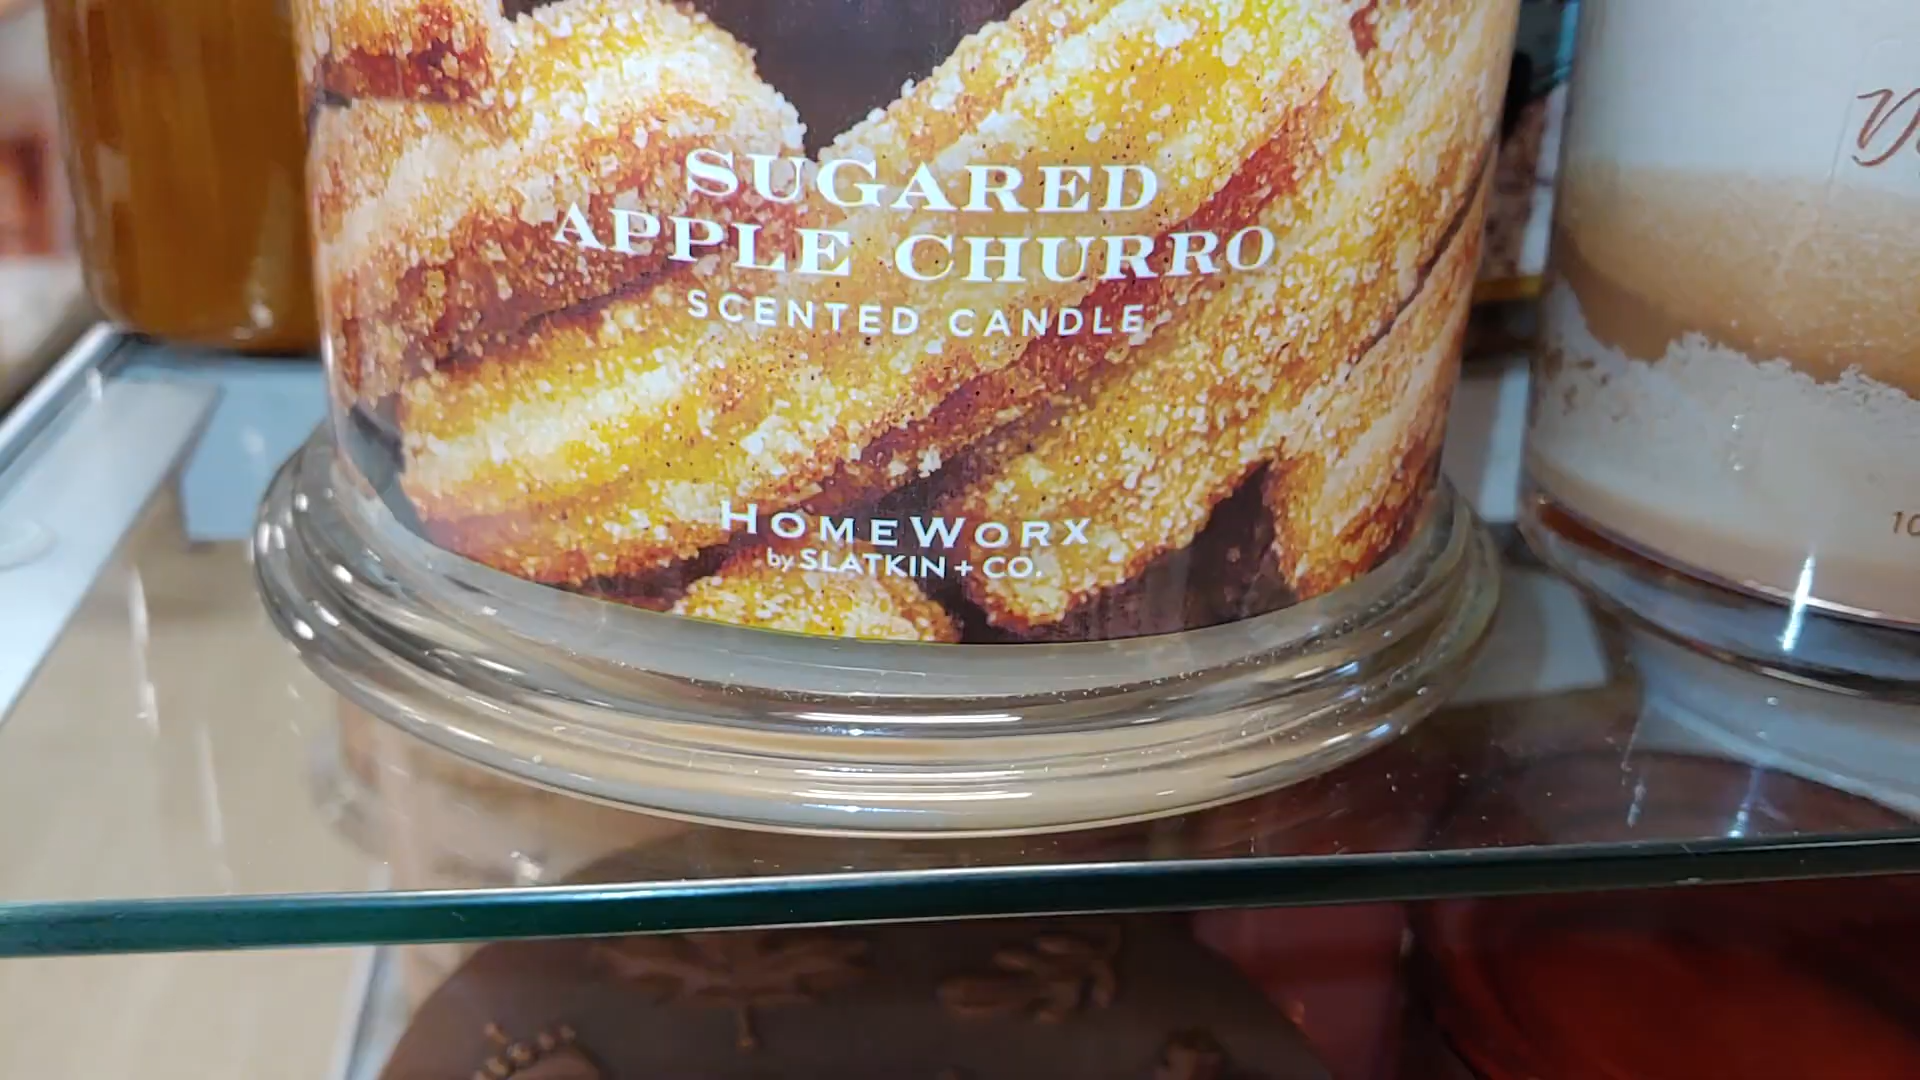 SUGARED
APPLE CHURRO
SCENTED CANDLE
HOMEWORX
by SLATKIN + CO.